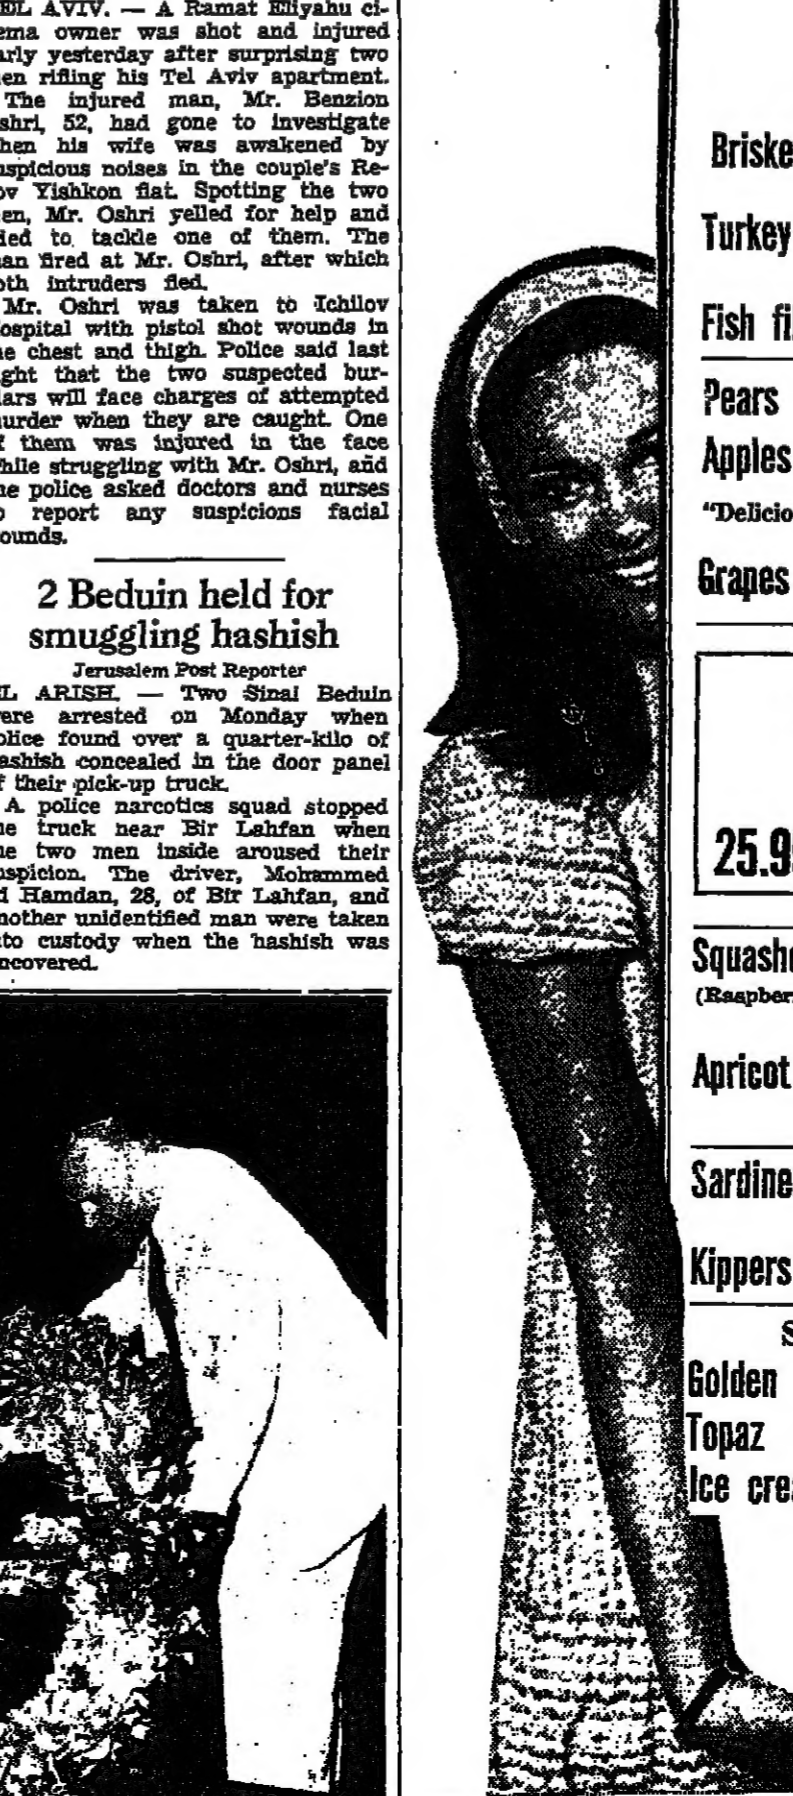 EL AVIV. — A Ramat Eliyahu ci-
ema owner was shot and injured
arly yesterday after surprising two
en rifling his Tel Aviv apartment.
The injured man, Mr. Benzion
shri, 52, had gone to investigate
hen his wife was awakened by
uspicious noises in the couple's Re-
ov Yishkon flat. Spotting the two
en, Mr. Oshri yelled for help and
ied to tackle one of them. The
an fired at Mr. Oshri, after which
oth intruders fled.
Mr. Oshri was taken to Ichilov
ospital with pistol shot wounds in
he chest and thigh. Police said last
ght that the two suspected bur-
lars will face charges of attempted
urder when they are caught. One
f them was injured in the face
hile struggling with Mr. Oshri, and
he police asked doctors and nurses
o report any suspicions facial
ounds.
2 Beduin held for
smuggling hashish
Jerusalem Post Reporter
EL ARISH. — Two Sinai Beduin
ere arrested on Monday when
olice found over a quarter-kilo of
ashish concealed in the door panel
f their pick-up truck.
A police narcotics squad stopped
he truck near Bir Lahfan when
he two men inside aroused their
uspicion. The driver, Mohammed
d Hamdan, 28, of Bir Lahfan, and
nother unidentified man were taken
to custody when the hashish was
ncovered.
Briske
Turkey
Fish fi
Pears
Apples
"Delicio
Grapes
25.9
Squash
(Raspber
Apricot
Sardine
Kippers
S
Golden
Topaz
Ice cre